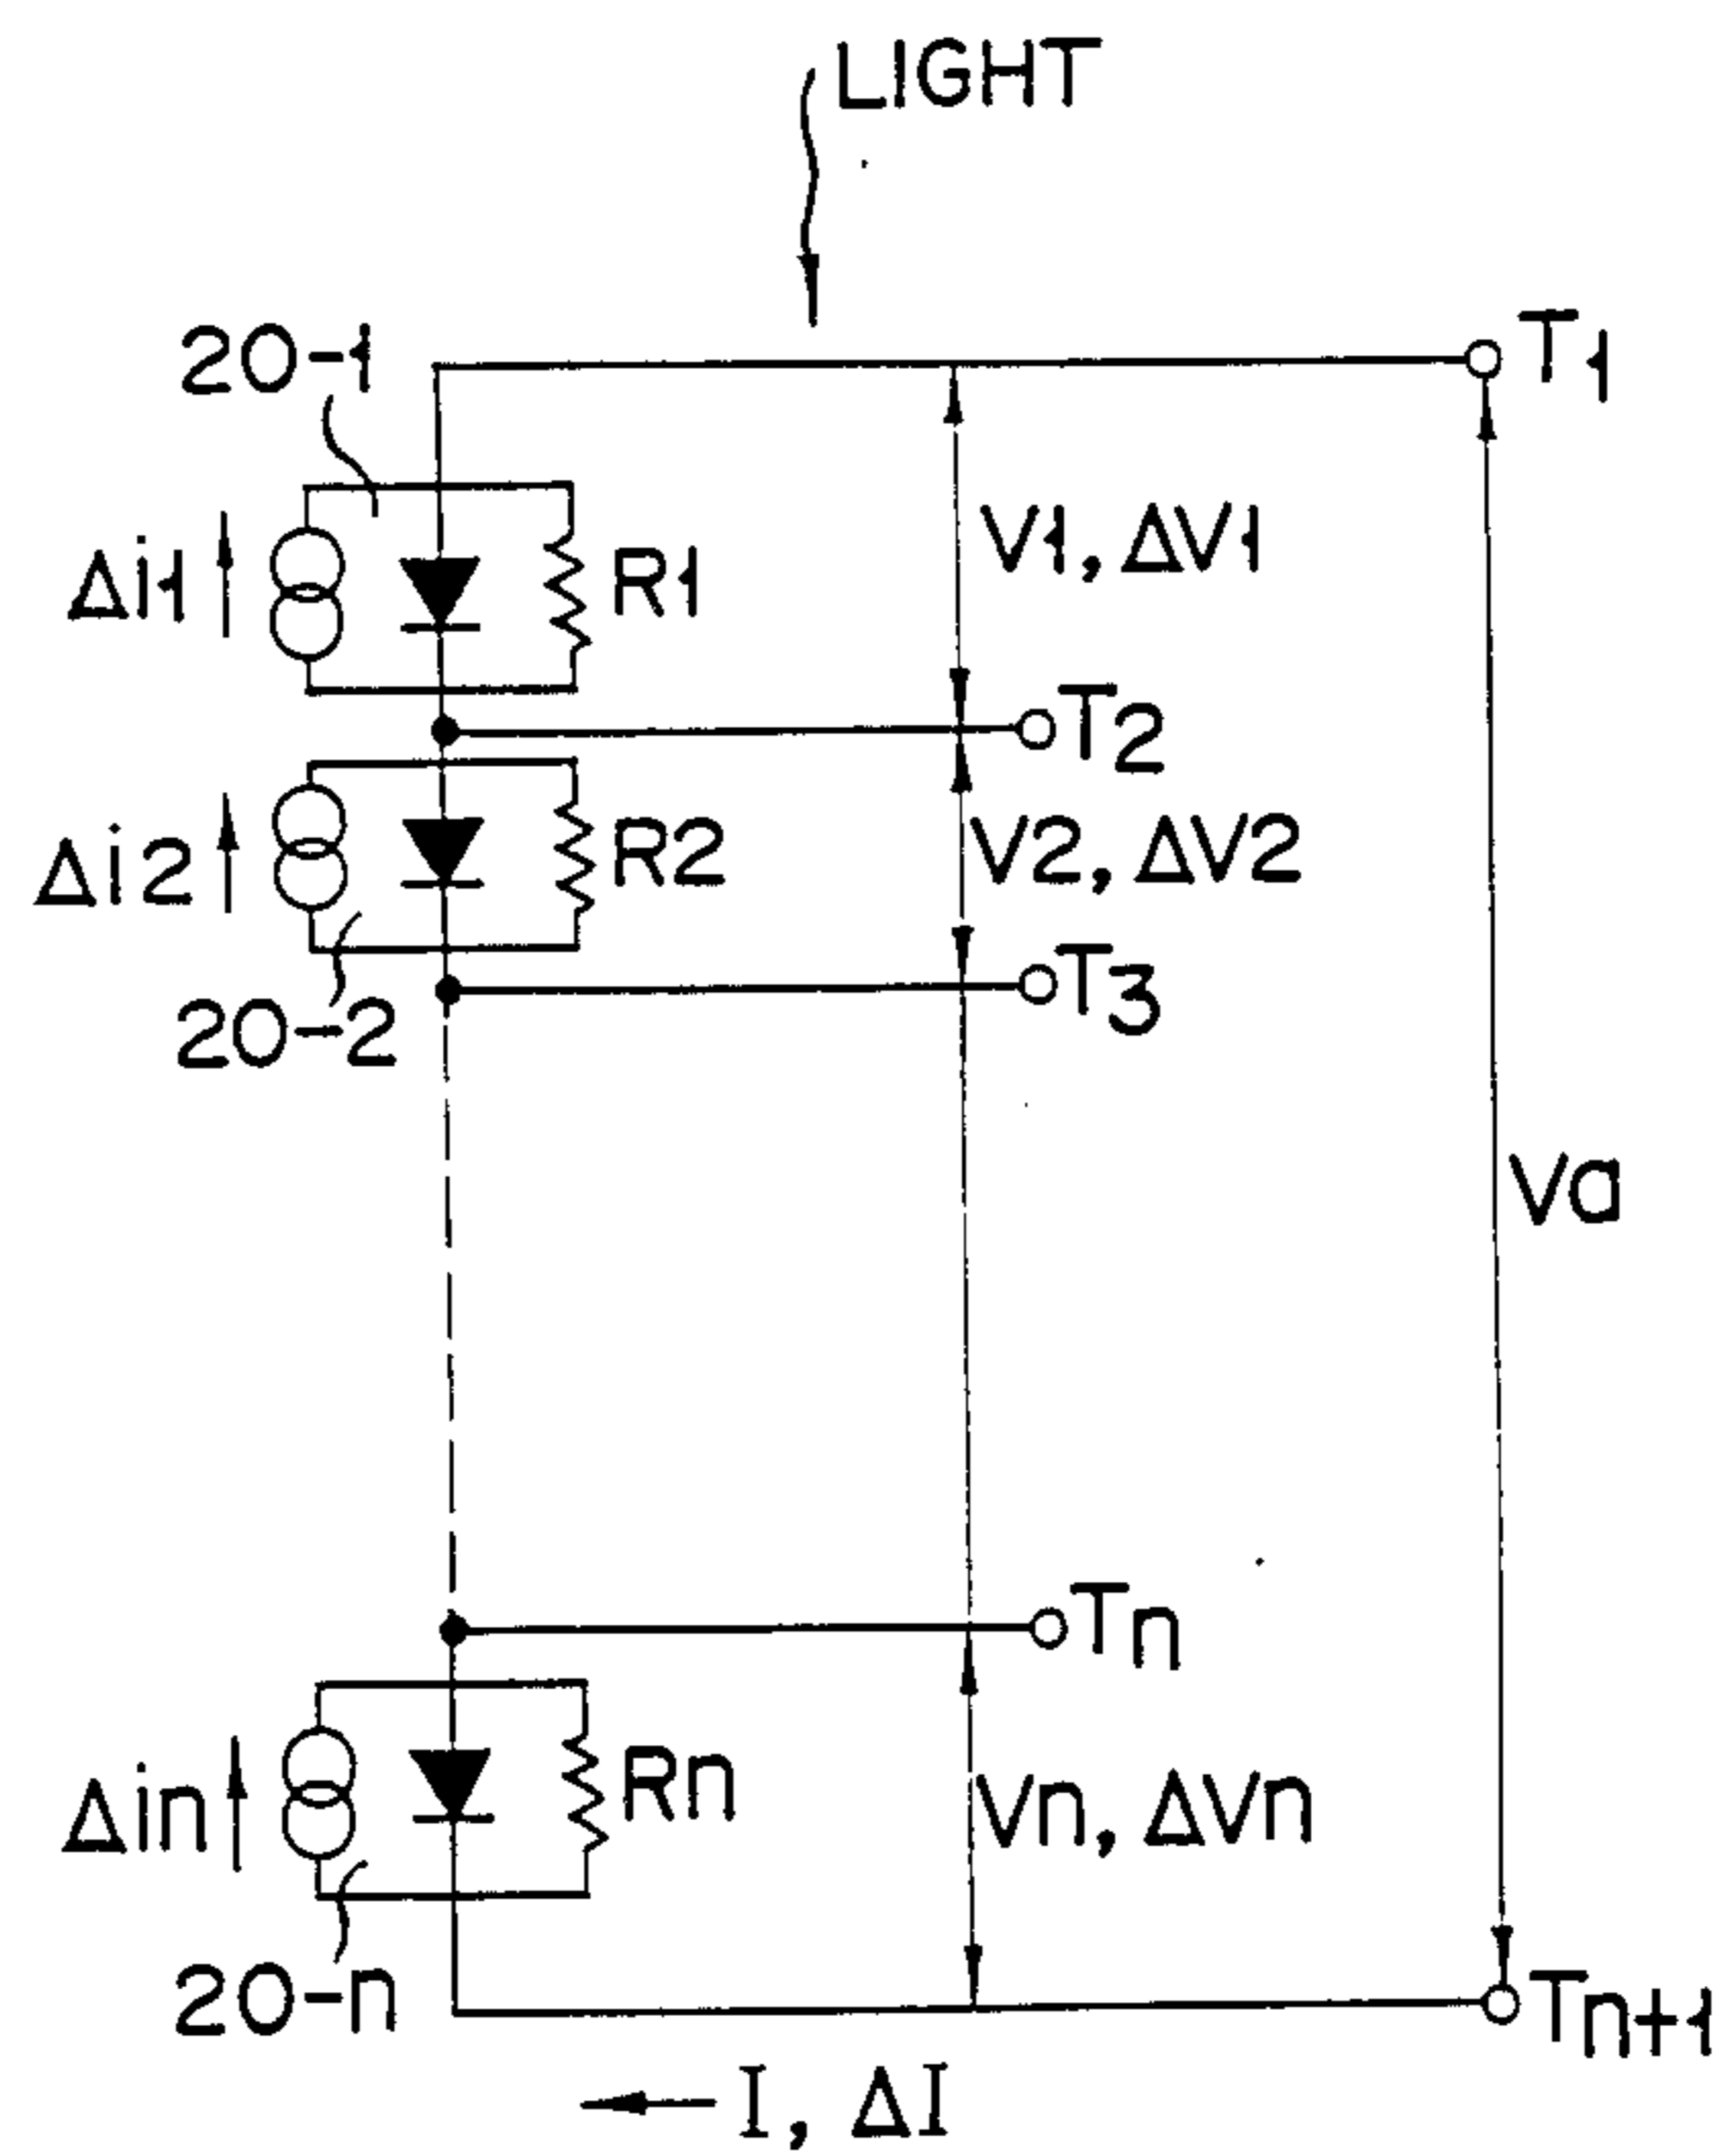 LIGHT
20-1
T1
Δi1
R1
V1, ΔV1
T2
Δi2
R2
V2, ΔV2
T3
20-2
Va
Tn
Δin
Rn
Vn, ΔVn
20-n
Tn+1
I, ΔI